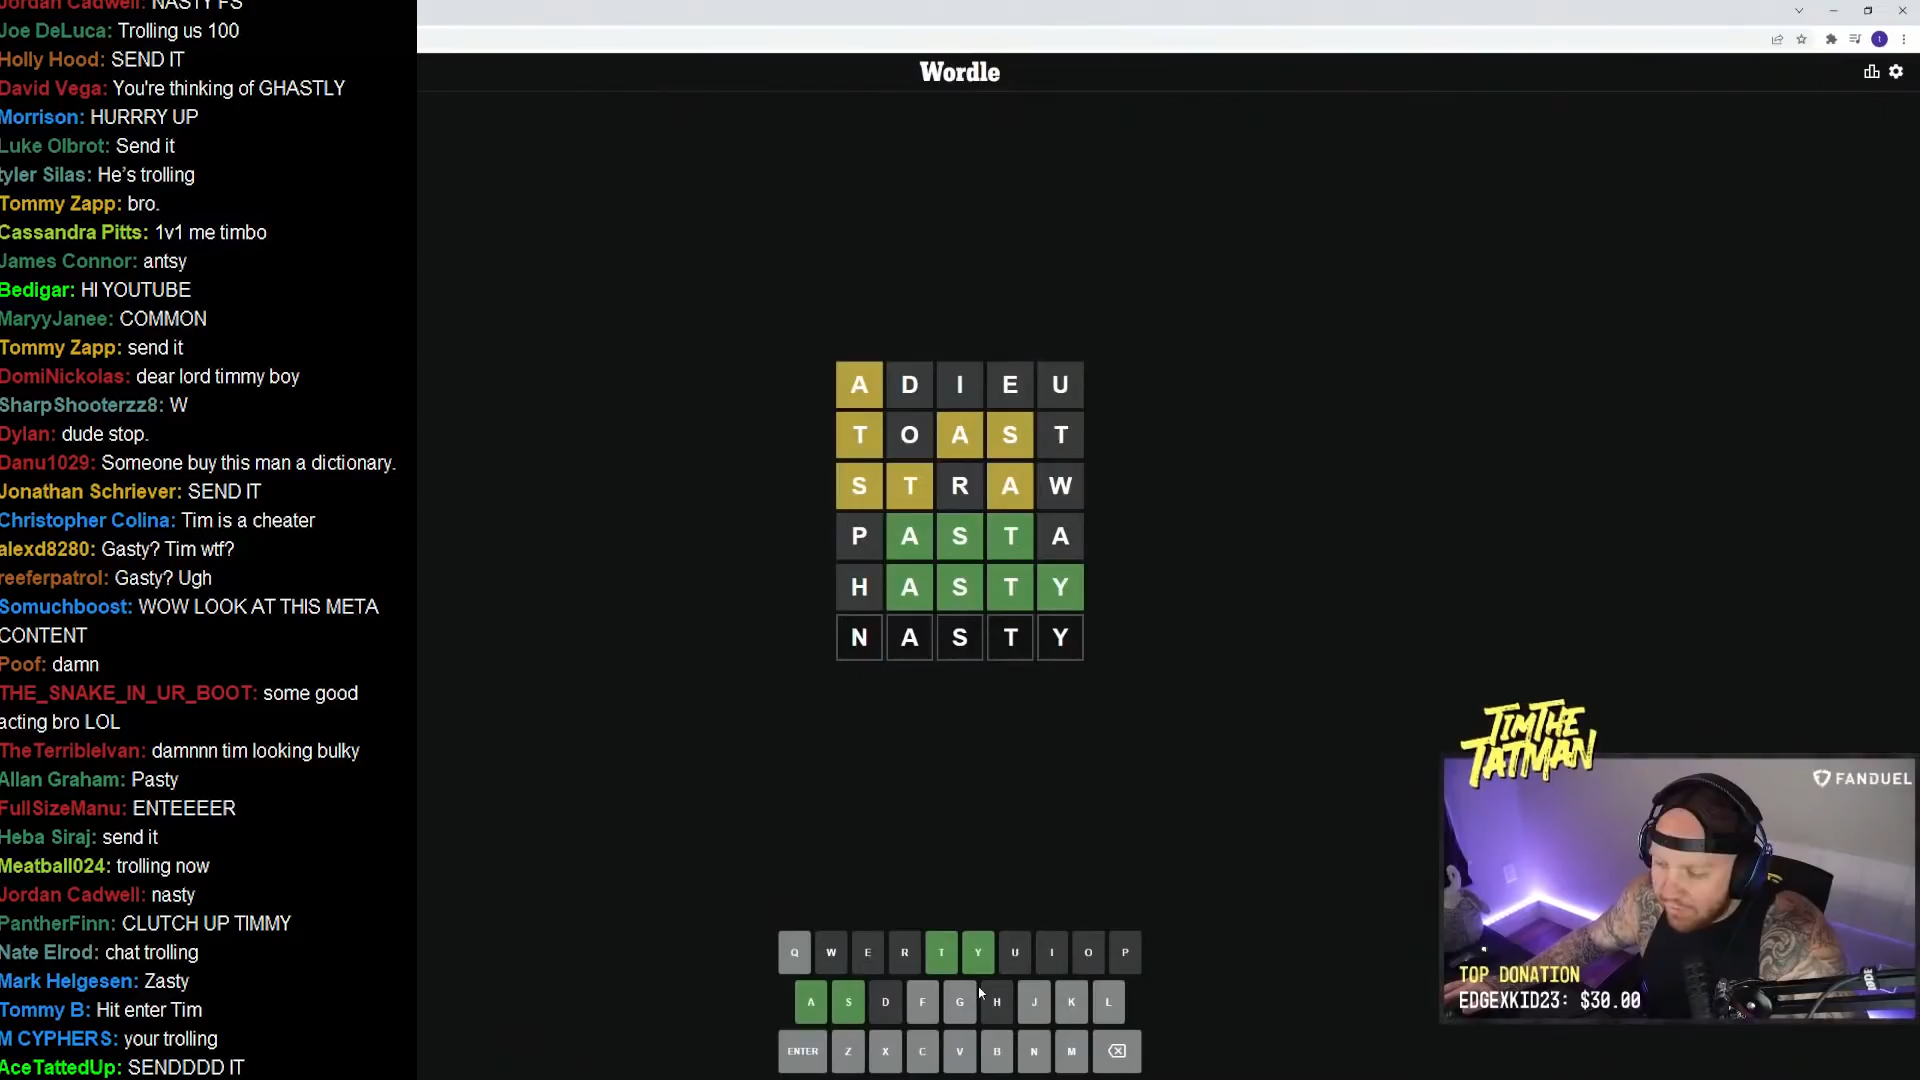 Jordan Cadwell: NASTY FS
Joe DeLuca: Trolling us 100
Holly Hood: SEND IT
David Vega: You're thinking of GHASTLY
Morrison: HURRRY UP
Luke Olbrot: Send it
tyler Silas: He's trolling
Tommy Zapp: bro.
Cassandra Pitts: 1v1 me timbo
James Connor: antsy
Bedigar: HI YOUTUBE
MaryyJanee: COMMON
Tommy Zapp: send it
DomiNickolas: dear lord timmy boy
SharpShooterzz8: W
Dylan: dude stop.
Danu1029: Someone buy this man a dictionary.
Jonathan Schriever: SEND IT
Christopher Colina: Tim is a cheater
alexd8280: Gasty? Tim wtf?
reeferpatrol: Gasty? Ugh
Somuchboost: WOW LOOK AT THIS META
CONTENT
Poof: damn
THE_SNAKE_IN_UR_BOOT: some good
acting bro LOL
TheTerribleIvan: damnnn tim looking bulky
Allan Graham: Pasty
FullSizeManu: ENTEEEER
Heba Siraj: send it
Meatball024: trolling now
Jordan Cadwell: nasty
PantherFinn: CLUTCH UP TIMMY
Nate Elrod: chat trolling
Mark Helgesen: Zasty
Tommy B: Hit enter Tim
M CYPHERS: your trolling
AceTattedUp: SENDDDD IT
t
Wordle
A D I E U
T O A S T
S T R A W
P A S T A
H A S T Y
N A S T Y
Q W E R T Y U I O P
A S D F G H J K L
ENTER Z X C V B N M
TIMTHE
TATMAN
FANDUEL
TOP DONATION
EDGEXKID23: $30.00